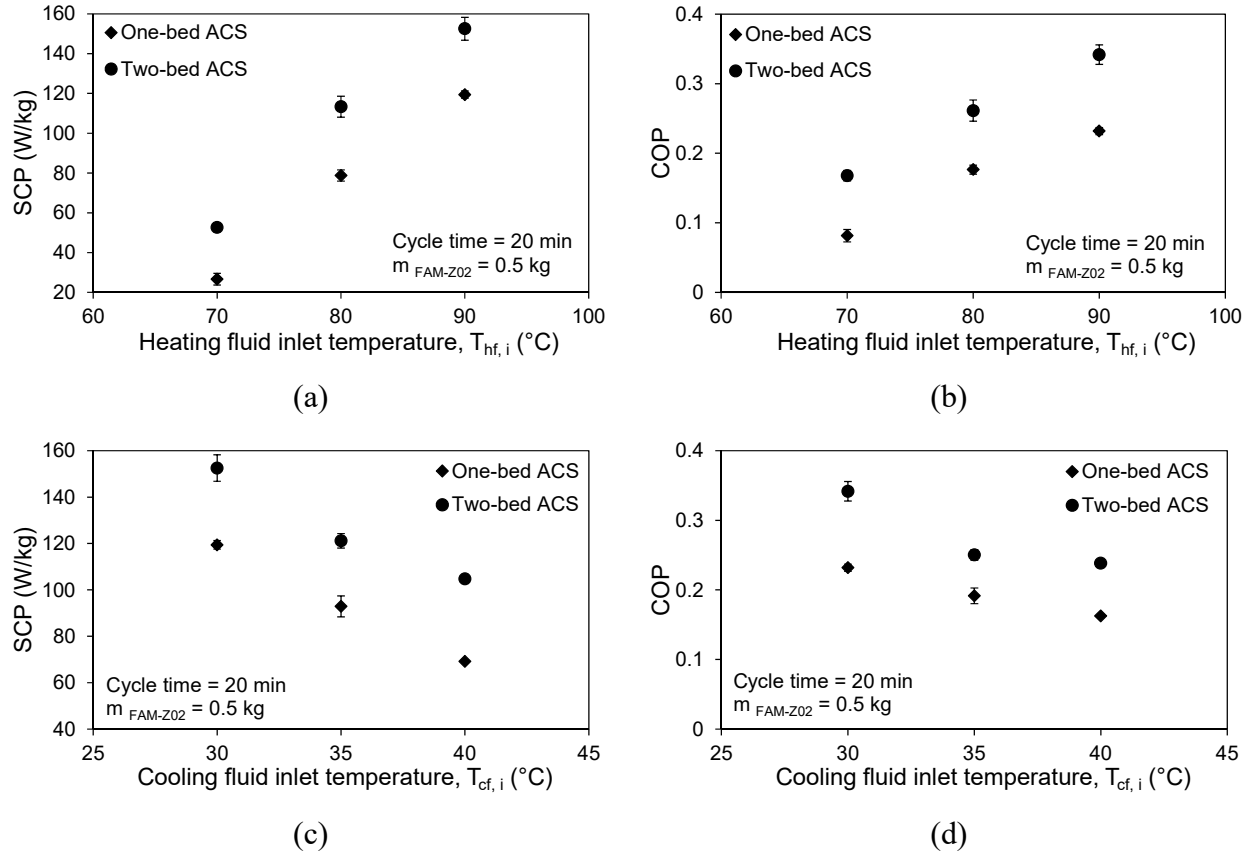 160
140
120
100
80
60
40
20
SCP (W/kg)
One-bed ACS
Two-bed ACS
Cycle time = 20 min
m FAM-Z02 = 0.5 kg
60 70 80 90 100
Heating fluid inlet temperature, Thf, i (°C)
(a)
0.4
0.3
0.2
0.1
0
COP
One-bed ACS
Two-bed ACS
Cycle time = 20 min
m FAM-Z02 = 0.5 kg
60 70 80 90 100
Heating fluid inlet temperature, Thf, i (°C)
(b)
160
140
120
100
80
60
40
SCP (W/kg)
One-bed ACS
Two-bed ACS
Cycle time = 20 min
m FAM-Z02 = 0.5 kg
25 30 35 40 45
Cooling fluid inlet temperature, Tcf, i (°C)
(c)
0.4
0.3
0.2
0.1
0
COP
One-bed ACS
Two-bed ACS
Cycle time = 20 min
m FAM-Z02 = 0.5 kg
25 30 35 40 45
Cooling fluid inlet temperature, Tcf, i (°C)
(d)